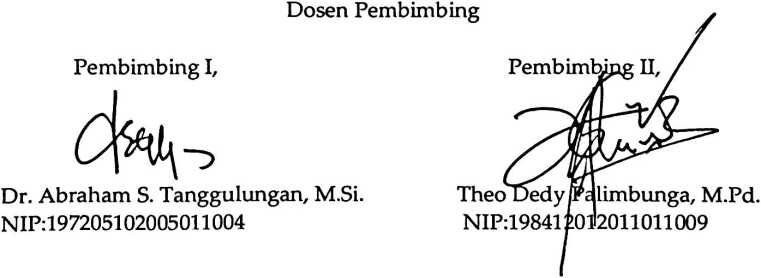 Dosen Pembimbing
Pembimbing I,
Pembimbing II,
Dr. Abraham S. Tanggulungan, M.Si.
Theo Dedy Palimbunga, M.Pd.
NIP:197205102005011004
NIP:198412012011011009